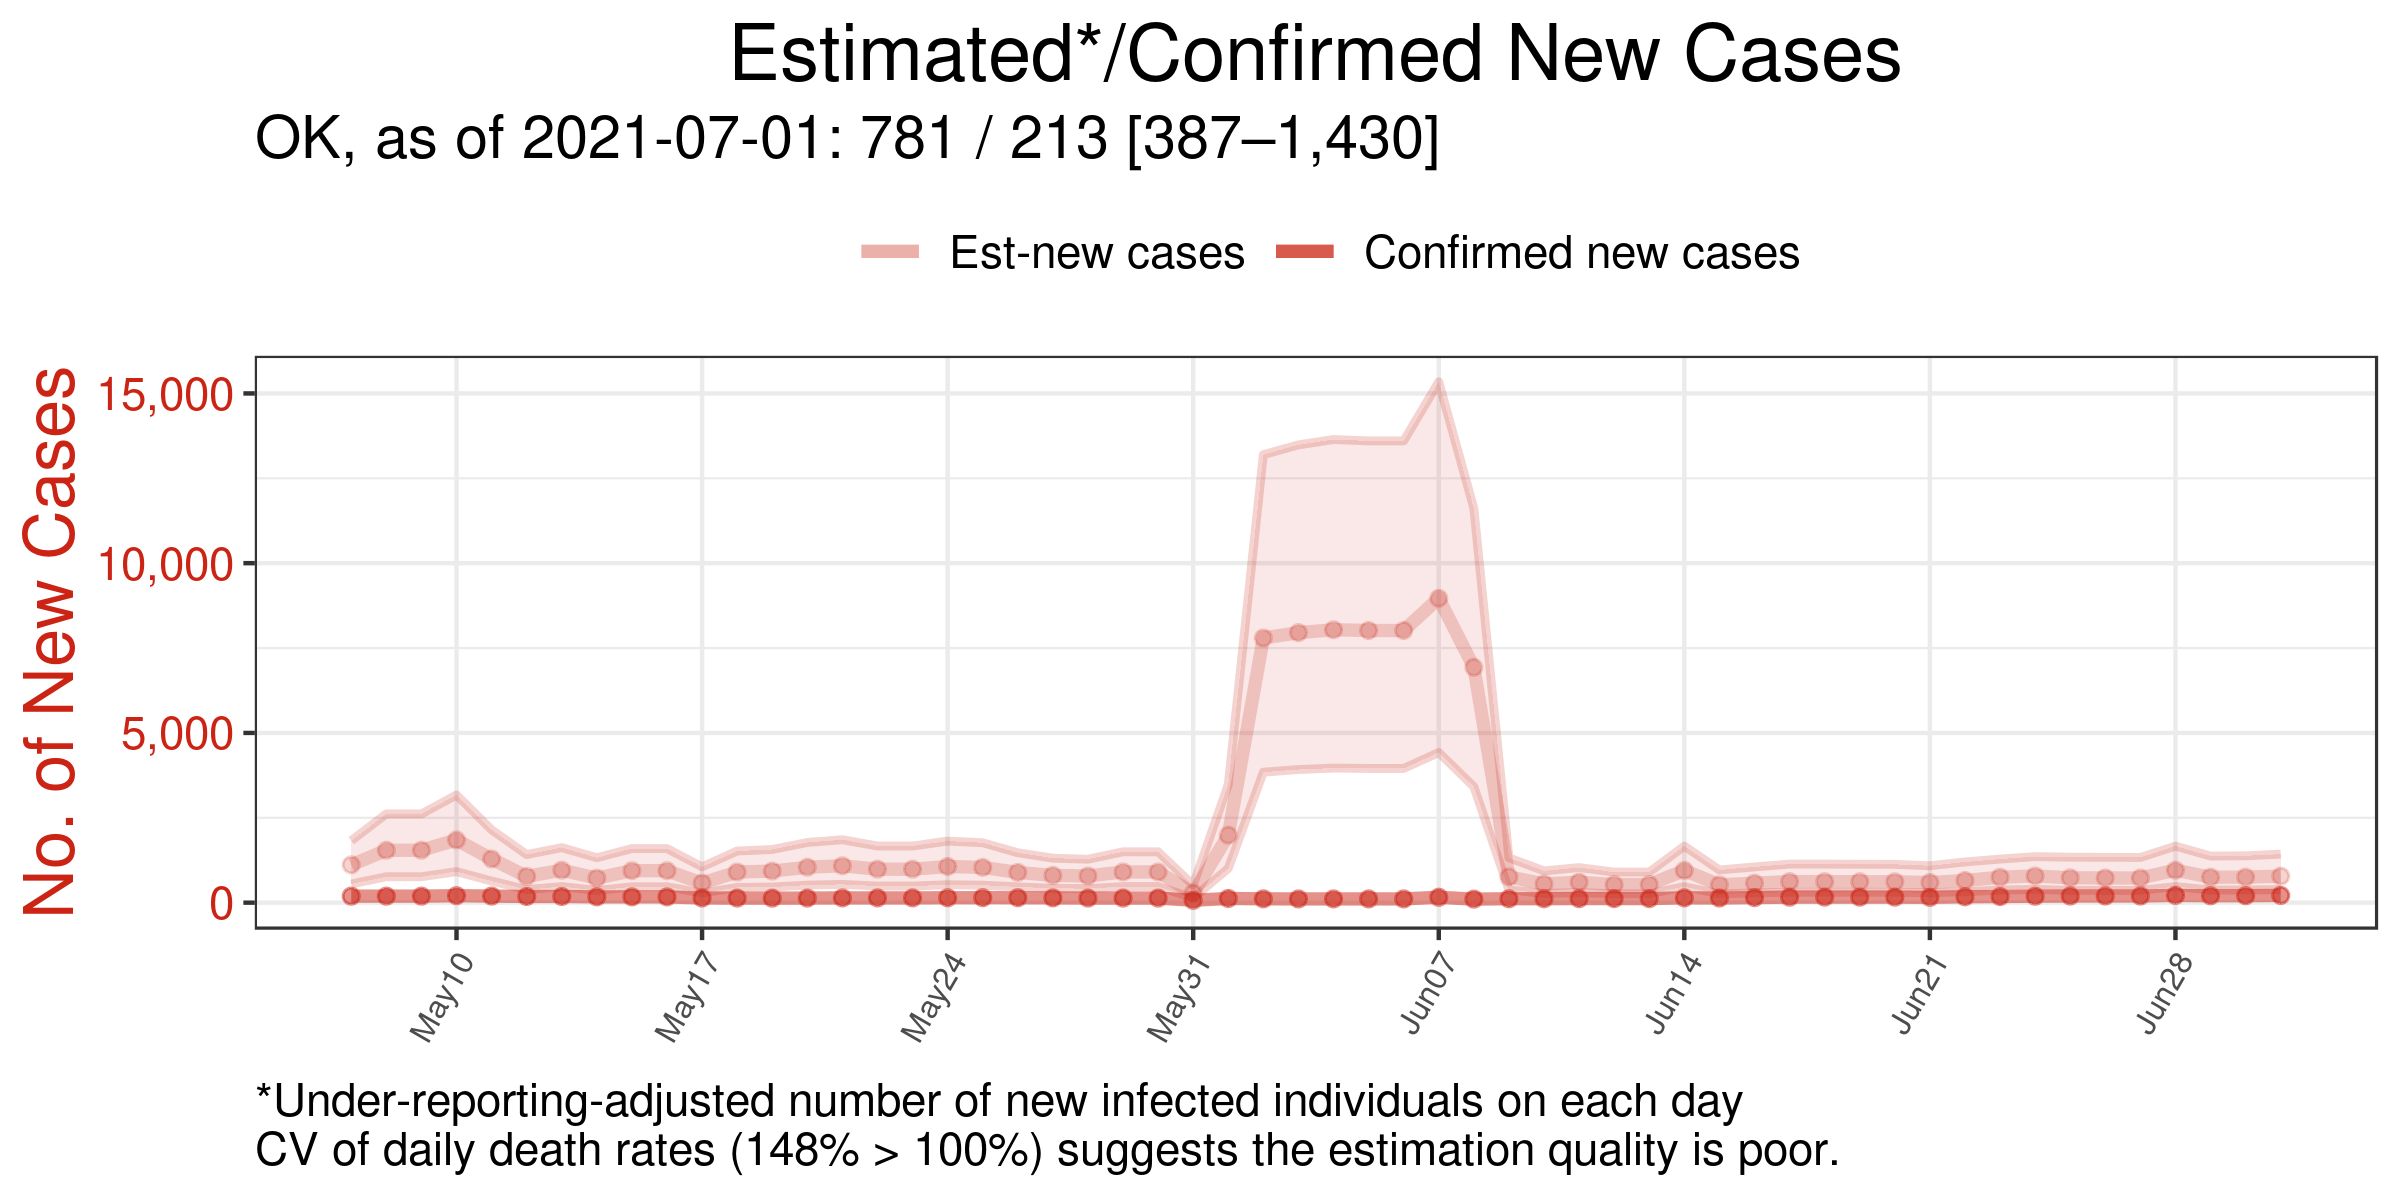 Estimated*/Confirmed New Cases
OK, as of 2021-07-01: 781 / 213 [387–1,430]
Est-new cases
Confirmed new cases
No. of New Cases
15,000
10,000
5,000
0
May10
May17
May24
May31
Jun07
Jun14
Jun21
Jun28
*Under-reporting-adjusted number of new infected individuals on each day
CV of daily death rates (148% > 100%) suggests the estimation quality is poor.